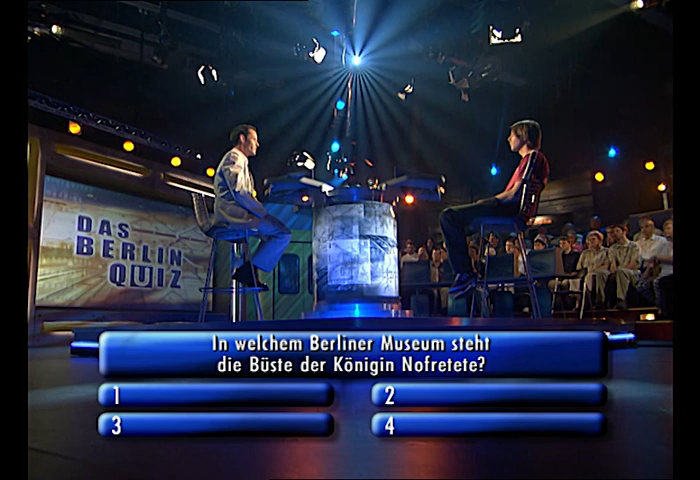 DAS
BERLIN
QUIZ
In welchem Berliner Museum steht
die Büste der Königin Nofretete?
1
2
3
4